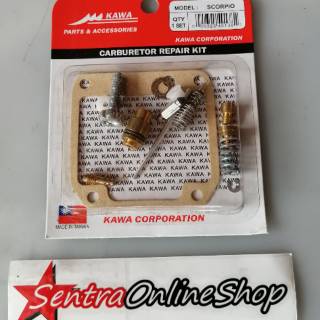 KAWA
PARTS & ACCESSORIES
MODEL: SCORPIO
QTY
1 SET
KAWA CORPORATION
CARBURETOR REPAIR KIT
KAWA CORPORATION
MADE IN TAIWAN
SentraOnlineShop